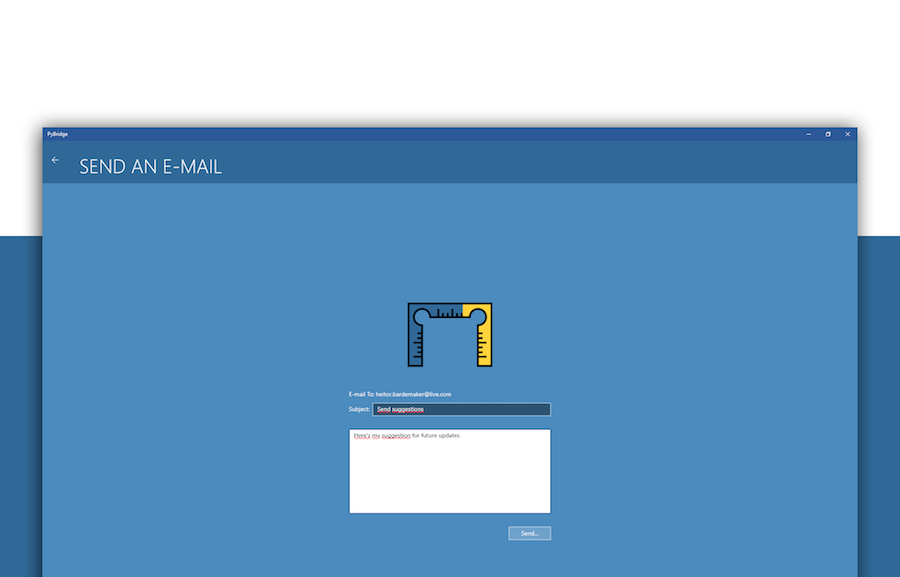 PyBridge
SEND AN E-MAIL
E-mail To: heitor.bardemaker@live.com
Subject: Send suggestions
Here's my suggestion for future updates
Send...